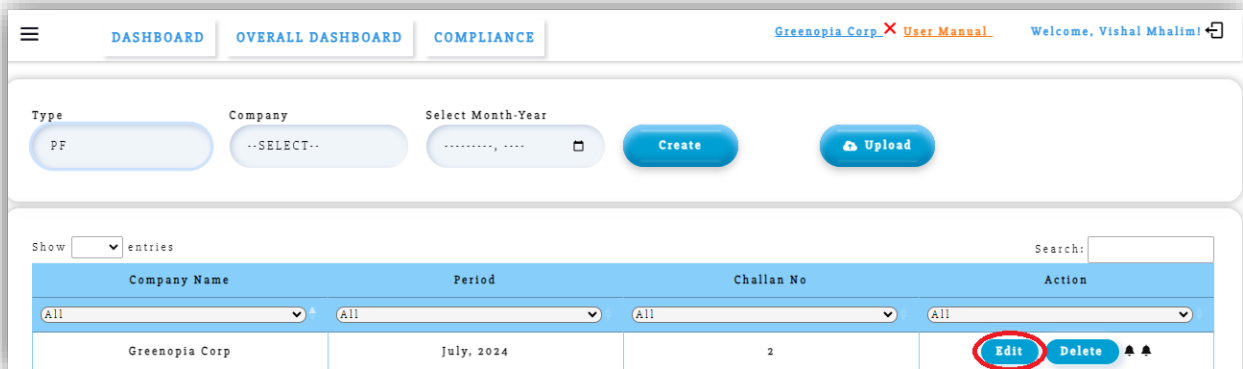 DASHBOARD OVERALL DASHBOARD COMPLIANCE Greenopia Corp User Manual Welcome, Vishal Mhalim!
Type Company Select Month-Year
PF --SELECT-- ---------, ---- Create Upload
Show entries Search:
Company Name Period Challan No Action
All All All All
Greenopia Corp July, 2024 2 Edit Delete